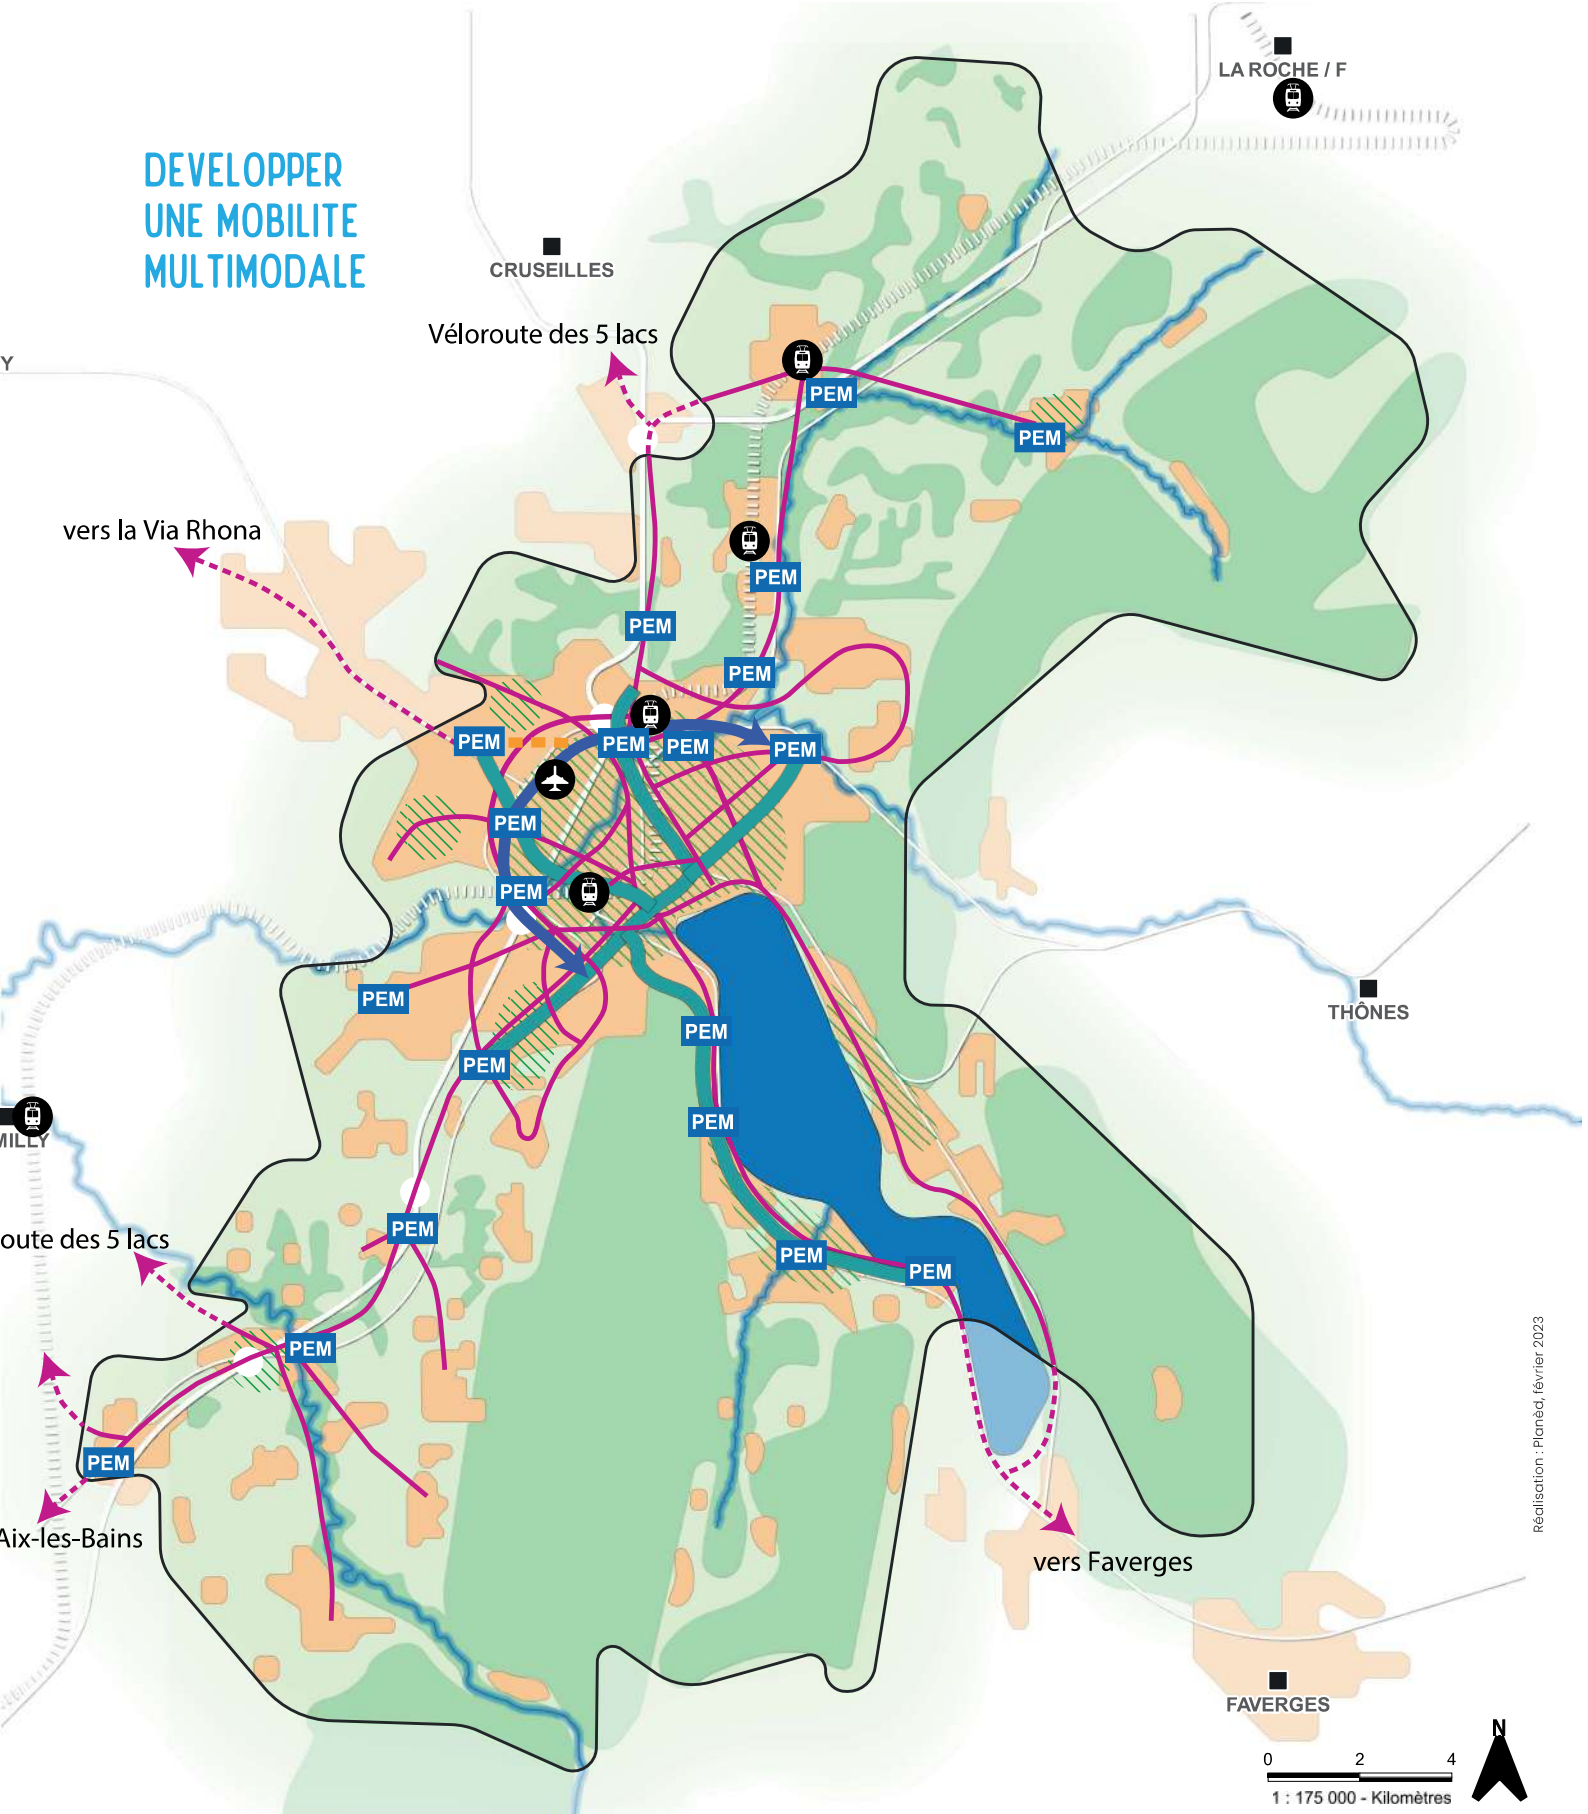 LA ROCHE / F
DEVELOPPER
UNE MOBILITE
MULTIMODALE
CRUSEILLES
Véloroute des 5 lacs
Y
PEM
PEM
vers la Via Rhona
PEM
PEM
PEM
PEM
PEM
PEM
PEM
PEM
PEM
PEM
THÔNES
PEM
PEM
PEM
MILLY
PEM
oute des 5 lacs
PEM
PEM
PEM
PEM
PEM
Aix-les-Bains
vers Faverges
Réalisation : Planèd, février 2023
FAVERGES
N
0 2 4
1 : 175 000 - Kilomètres